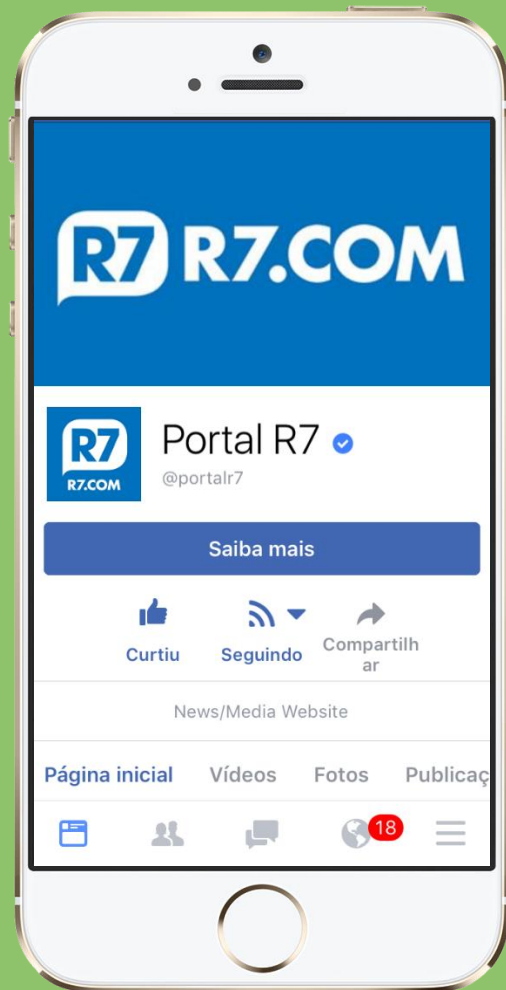 R7 R7.COM
R7
R7.COM
Portal R7
@portalr7
Saiba mais
Curtiu
Seguindo
Compartilh
ar
News/Media Website
Página inicial Vídeos Fotos Publicaç
18